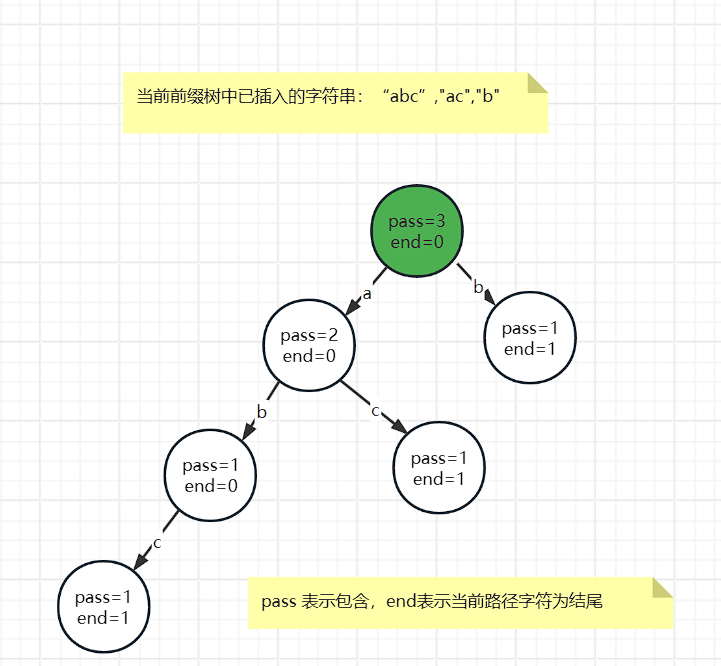 当前前缀树中已插入的字符串：“abc”,"ac","b"
pass=3
end=0
a
b
pass=2
end=0
pass=1
end=1
b
c
pass=1
end=0
pass=1
end=1
c
pass=1
end=1
pass 表示包含，end表示当前路径字符为结尾